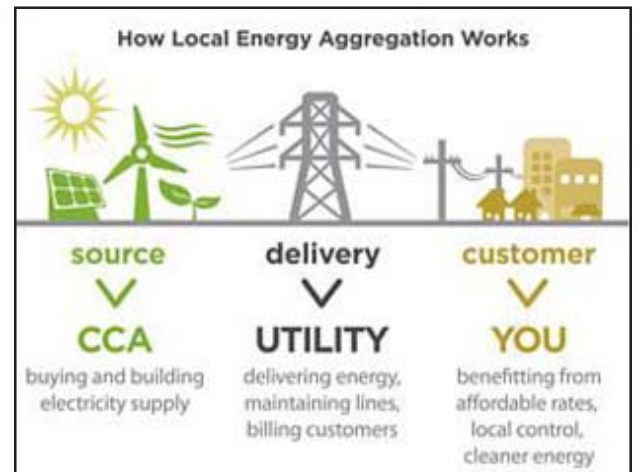 How Local Energy Aggregation Works
source delivery customer
CCA UTILITY YOU
buying and building
electricity supply
delivering energy,
maintaining lines,
billing customers
benefitting from
affordable rates,
local control,
cleaner energy